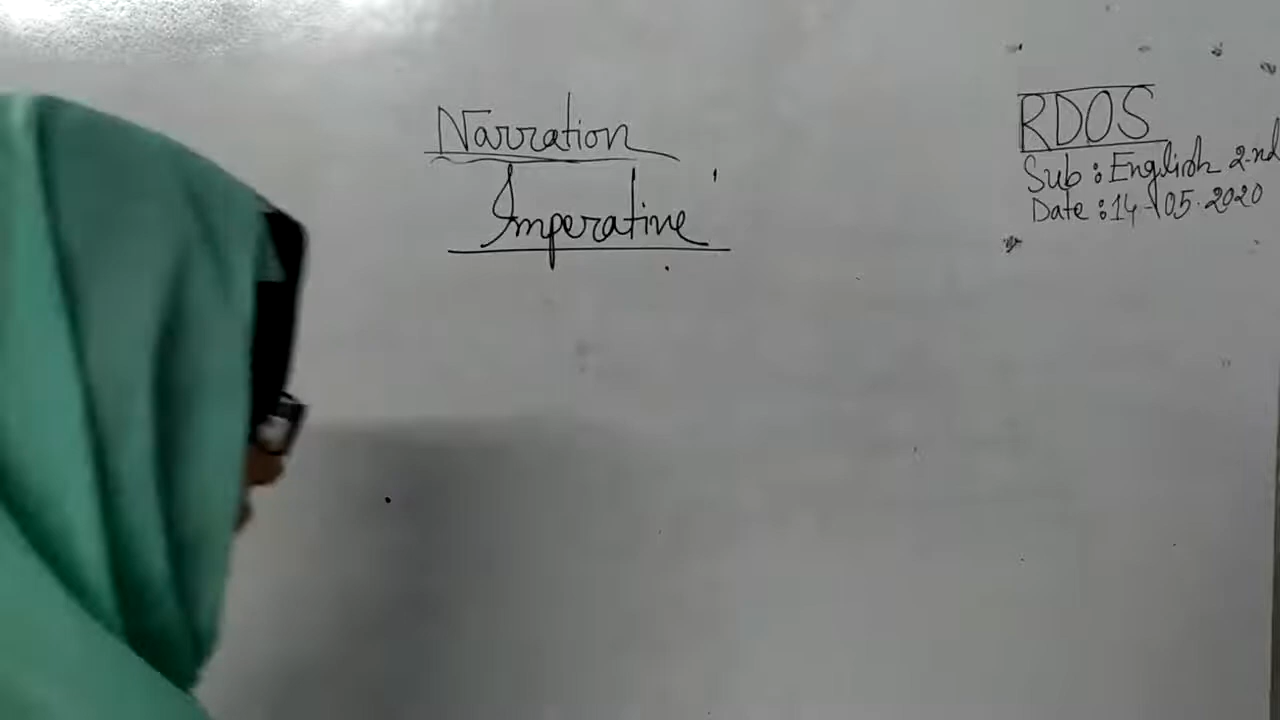 Narration
Imperative
RDOS
Sub : English 2nd
Date : 14-05-2020